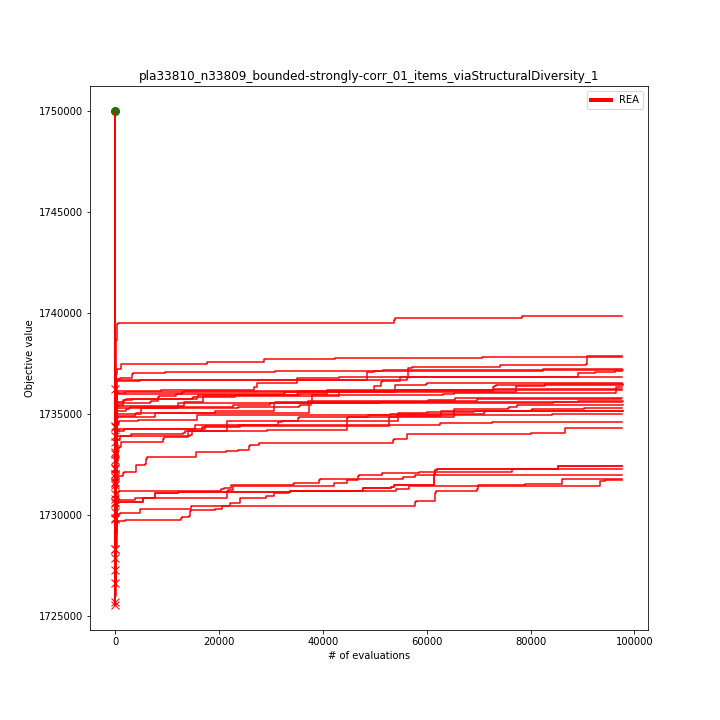 pla33810_n33809_bounded-strongly-corr_01_items_viaStructuralDiversity_1
REA
1750000
1745000
1740000
1735000
1730000
1725000
Objective value
0 20000 40000 60000 80000 100000
# of evaluations